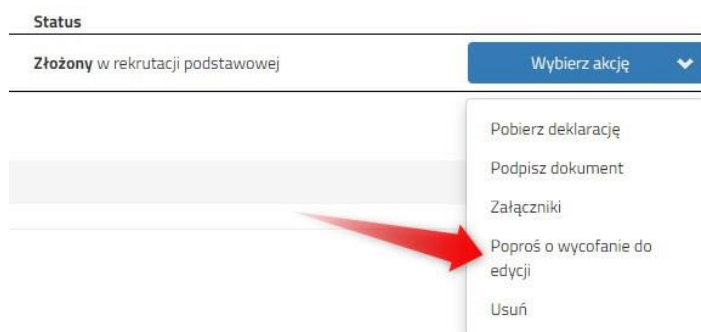 Status
Złożony w rekrutacji podstawowej
Wybierz akcję
Pobierz deklarację
Podpisz dokument
Załączniki
Poproś o wycofanie do
edycji
Usuń